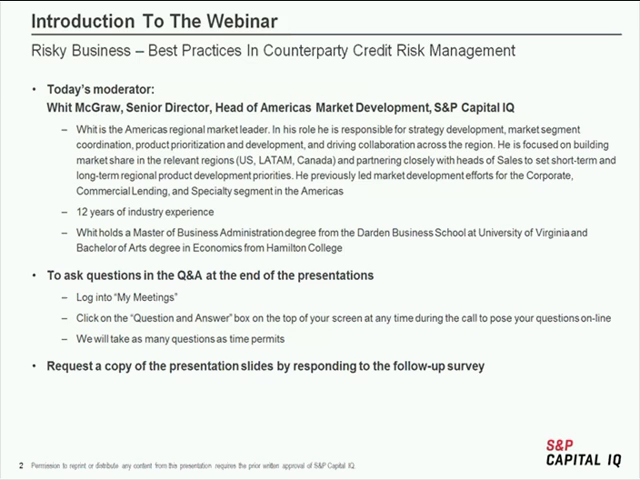 Introduction To The Webinar
Risky Business – Best Practices In Counterparty Credit Risk Management
• Today's moderator:
Whit McGraw, Senior Director, Head of Americas Market Development, S&P Capital IQ
– Whit is the Americas regional market leader. In his role he is responsible for strategy development, market segment
coordination, product prioritization and development, and driving collaboration across the region. He is focused on building
market share in the relevant regions (US, LATAM, Canada) and partnering closely with heads of Sales to set short-term and
long-term regional product development priorities. He previously led market development efforts for the Corporate,
Commercial Lending, and Specialty segment in the Americas
– 12 years of industry experience
– Whit holds a Master of Business Administration degree from the Darden Business School at University of Virginia and
Bachelor of Arts degree in Economics from Hamilton College
• To ask questions in the Q&A at the end of the presentations
– Log into "My Meetings"
– Click on the "Question and Answer" box on the top of your screen at any time during the call to pose your questions on-line
– We will take as many questions as time permits
• Request a copy of the presentation slides by responding to the follow-up survey
S&P
CAPITAL IQ
2 Permission to reprint or distribute any content from this presentation requires the prior written approval of S&P Capital IQ.